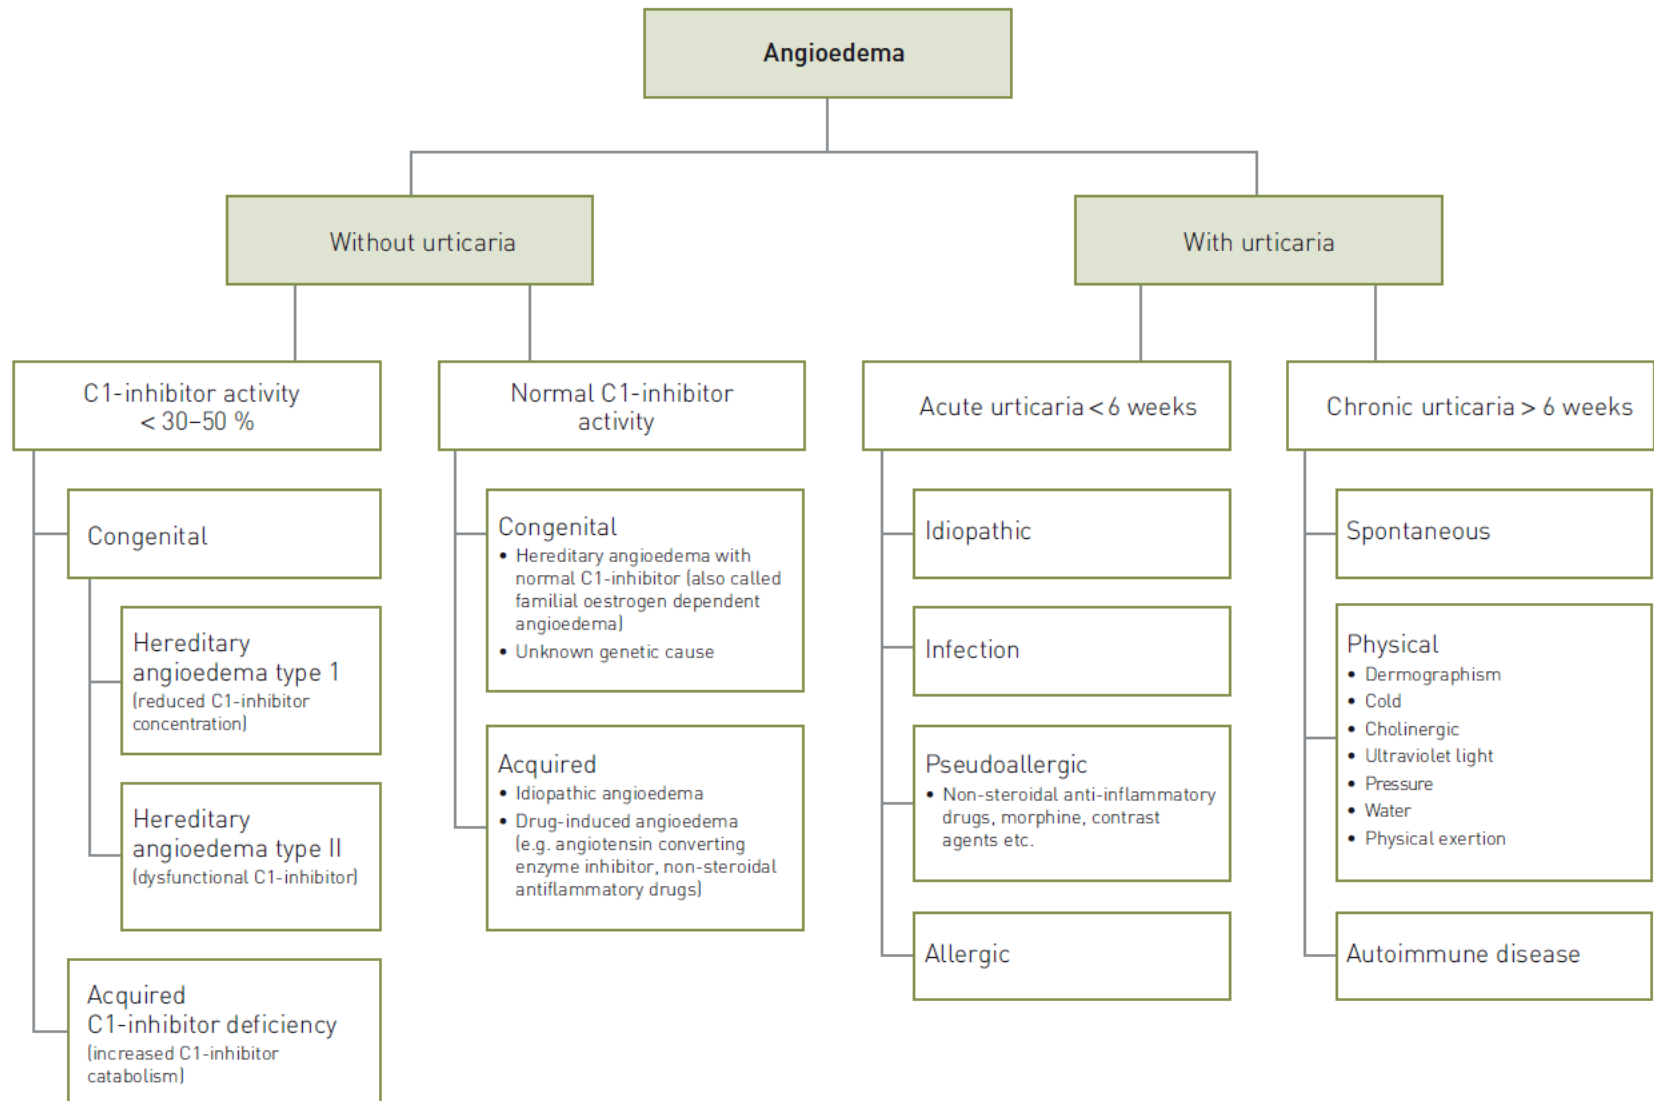 Angioedema
Without urticaria
With urticaria
C1-inhibitor activity
< 30–50 %
Normal C1-inhibitor
activity
Acute urticaria < 6 weeks
Chronic urticaria > 6 weeks
Congenital
Hereditary
angioedema type 1
(reduced C1-inhibitor
concentration)
Hereditary
angioedema type II
(dysfunctional C1-inhibitor)
Acquired
C1-inhibitor deficiency
(increased C1-inhibitor
catabolism)
Congenital
• Hereditary angioedema with
normal C1-inhibitor (also called
familial oestrogen dependent
angioedema)
• Unknown genetic cause
Acquired
• Idiopathic angioedema
• Drug-induced angioedema
(e.g. angiotensin converting
enzyme inhibitor, non-steroidal
antiflammatory drugs)
Idiopathic
Infection
Pseudoallergic
• Non-steroidal anti-inflammatory
drugs, morphine, contrast
agents etc.
Allergic
Spontaneous
Physical
• Dermographism
• Cold
• Cholinergic
• Ultraviolet light
• Pressure
• Water
• Physical exertion
Autoimmune disease